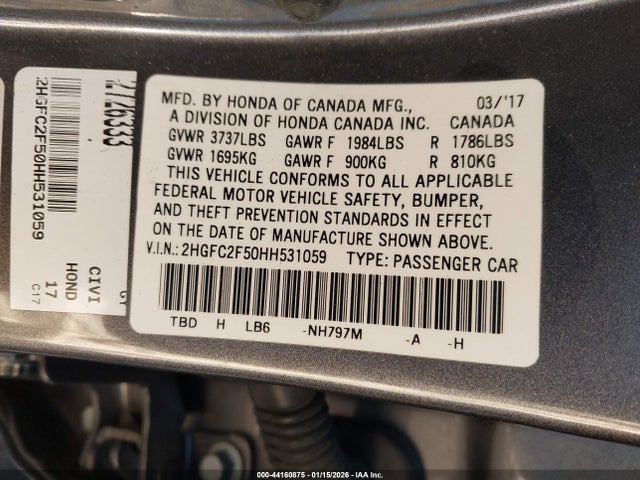 MFD. BY HONDA OF CANADA MFG., 03/'17
A DIVISION OF HONDA CANADA INC. CANADA
GVWR 3737LBS GAWR F 1984LBS R 1786LBS
GVWR 1695KG GAWR F 900KG R 810KG
THIS VEHICLE CONFORMS TO ALL APPLICABLE
FEDERAL MOTOR VEHICLE SAFETY, BUMPER,
AND THEFT PREVENTION STANDARDS IN EFFECT
ON THE DATE OF MANUFACTURE SHOWN ABOVE.
V.I.N.: 2HGFC2F50HH531059 TYPE: PASSENGER CAR
TBD H LB6 -NH797M -A -H
2HGFC2F50HH531059
21126333
CIVI
HOND
17
C17
000-44160875 | 01/15/2026 - IAA Inc.